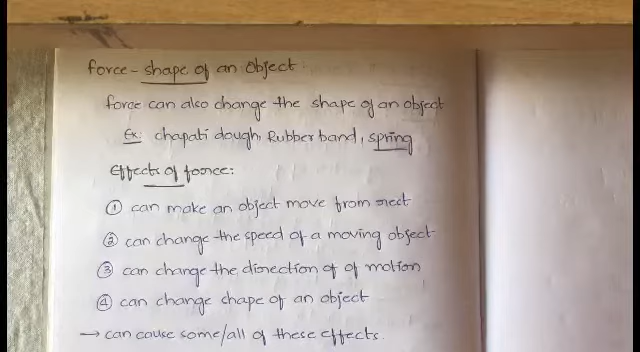 force - shape of an object
force can also change the shape of an object
Ex: chapati dough, Rubber band, spring
Effects of force:
① can make an object move from rest
② can change the speed of a moving object
③ can change the direction of of motion
④ can change shape of an object
→ can cause some/all of these effects.